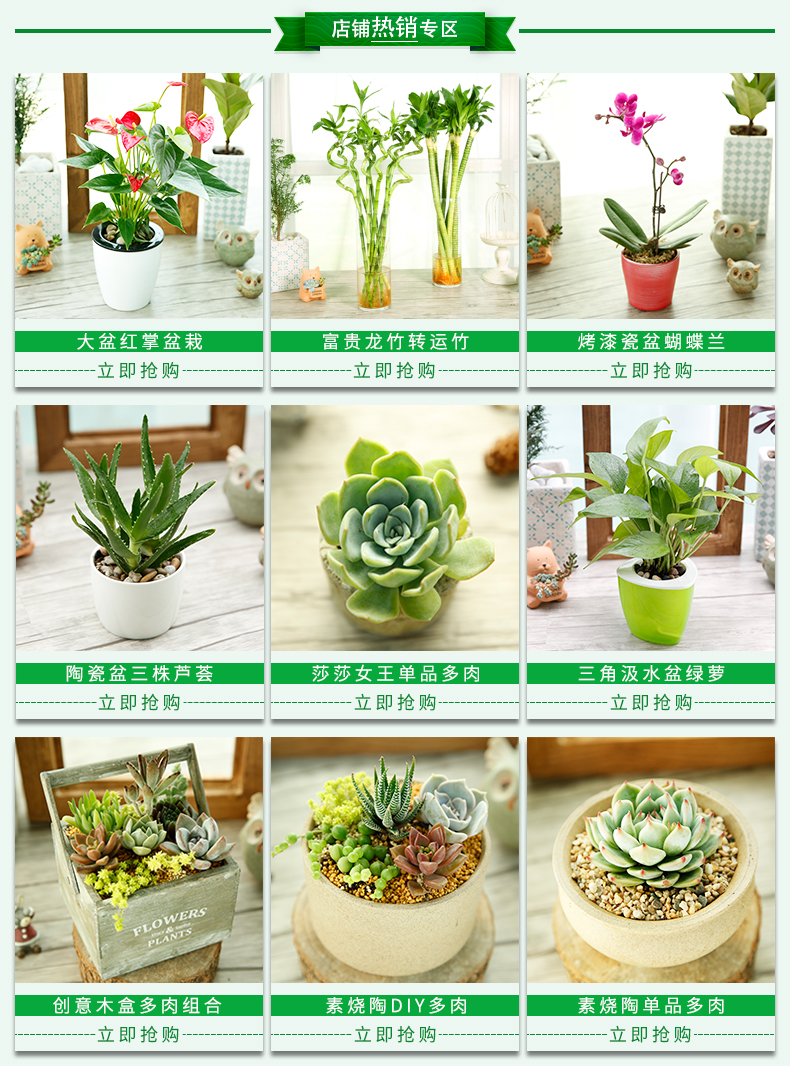 店铺热销专区
大盆红掌盆栽
立即抢购
富贵龙竹转运竹
立即抢购
烤漆瓷盆蝴蝶兰
立即抢购
陶瓷盆三株芦荟
立即抢购
莎莎女王单品多肉
立即抢购
三角汲水盆绿萝
立即抢购
FLOWERS
&
PLANTS
创意木盒多肉组合
立即抢购
素烧陶DIY多肉
立即抢购
素烧陶单品多肉
立即抢购